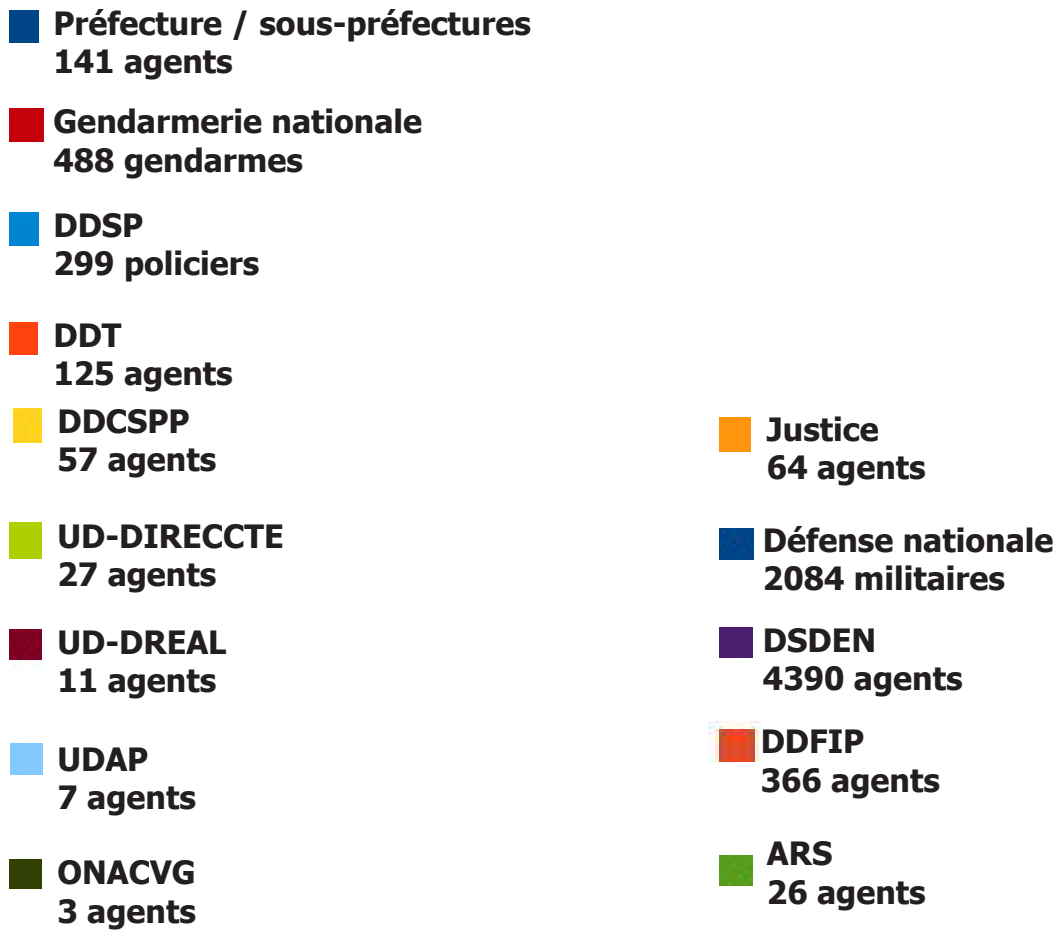 Préfecture / sous-préfectures
141 agents
Gendarmerie nationale
488 gendarmes
DDSP
299 policiers
DDT
125 agents
DDCSPP
57 agents
UD-DIRECCTE
27 agents
UD-DREAL
11 agents
UDAP
7 agents
ONACVG
3 agents
Justice
64 agents
Défense nationale
2084 militaires
DSDEN
4390 agents
DDFIP
366 agents
ARS
26 agents